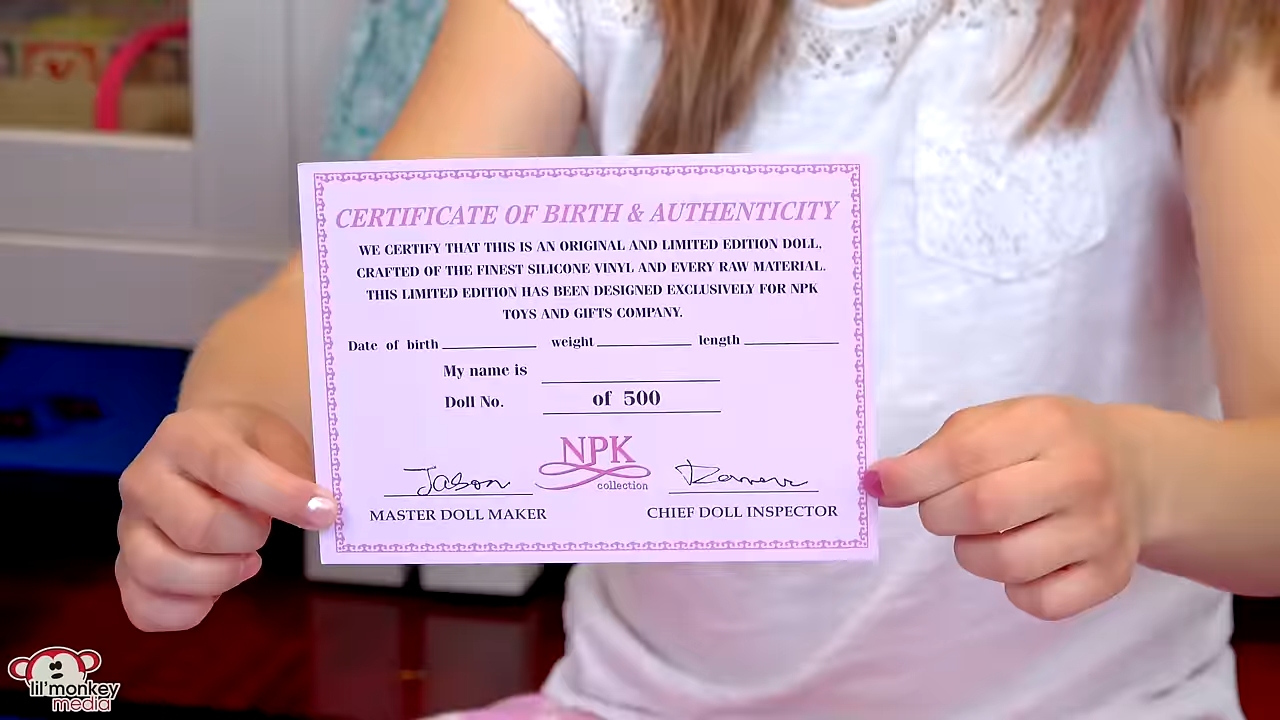 CERTIFICATE OF BIRTH & AUTHENTICITY
WE CERTIFY THAT THIS IS AN ORIGINAL AND LIMITED EDITION DOLL,
CRAFTED OF THE FINEST SILICONE VINYL AND EVERY RAW MATERIAL.
THIS LIMITED EDITION HAS BEEN DESIGNED EXCLUSIVELY FOR NPK
TOYS AND GIFTS COMPANY.
Date of birth weight length
My name is
Doll No. of 500
NPK
collection
Jason
MASTER DOLL MAKER
CHIEF DOLL INSPECTOR
lil'monkey
media